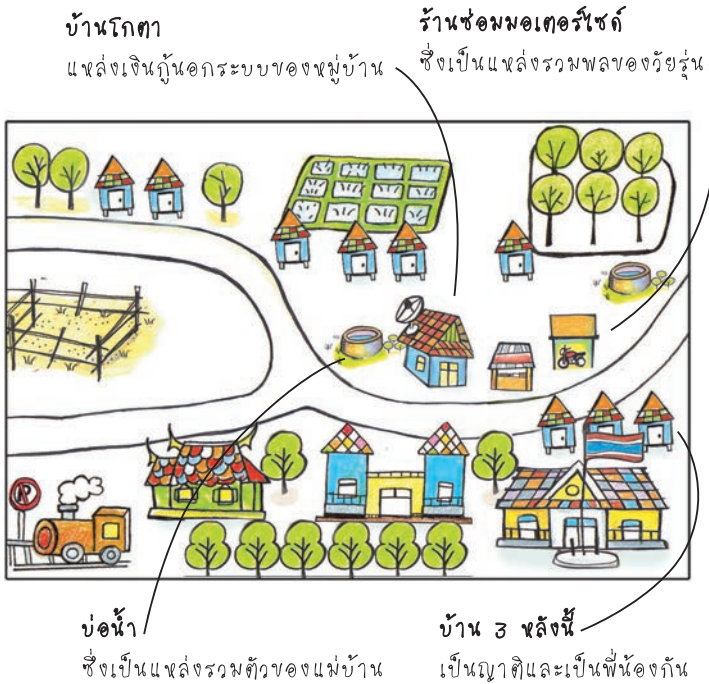 บ้านโกตา
แหล่งเงินกู้นอกระบบของหมู่บ้าน
ร้านซ่อมมอเตอร์ไซด์
ซึ่งเป็นแหล่งรวมพลของวัยรุ่น
บ่อน้ำ
ซึ่งเป็นแหล่งรวมตัวของแม่บ้าน
บ้าน 3 หลังนี้
เป็นญาติและเป็นพี่น้องกัน